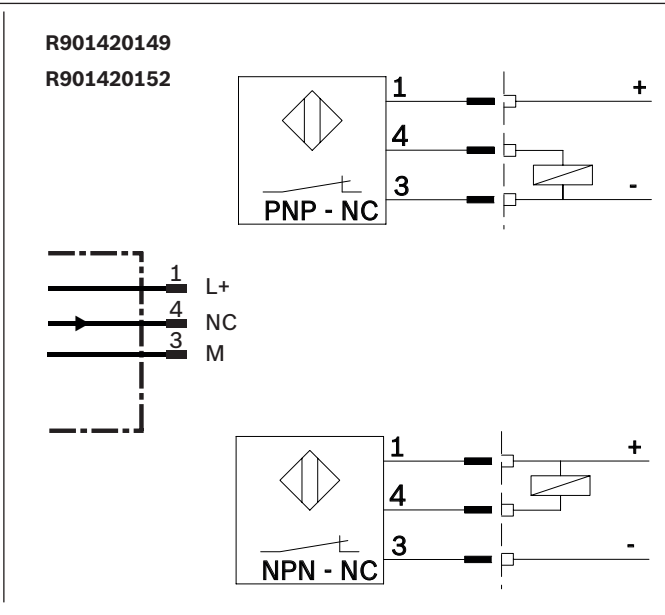 R901420149
R901420152
1 +
4
3 -
PNP - NC
1 L+
4 NC
3 M
1 +
4
3 -
NPN - NC